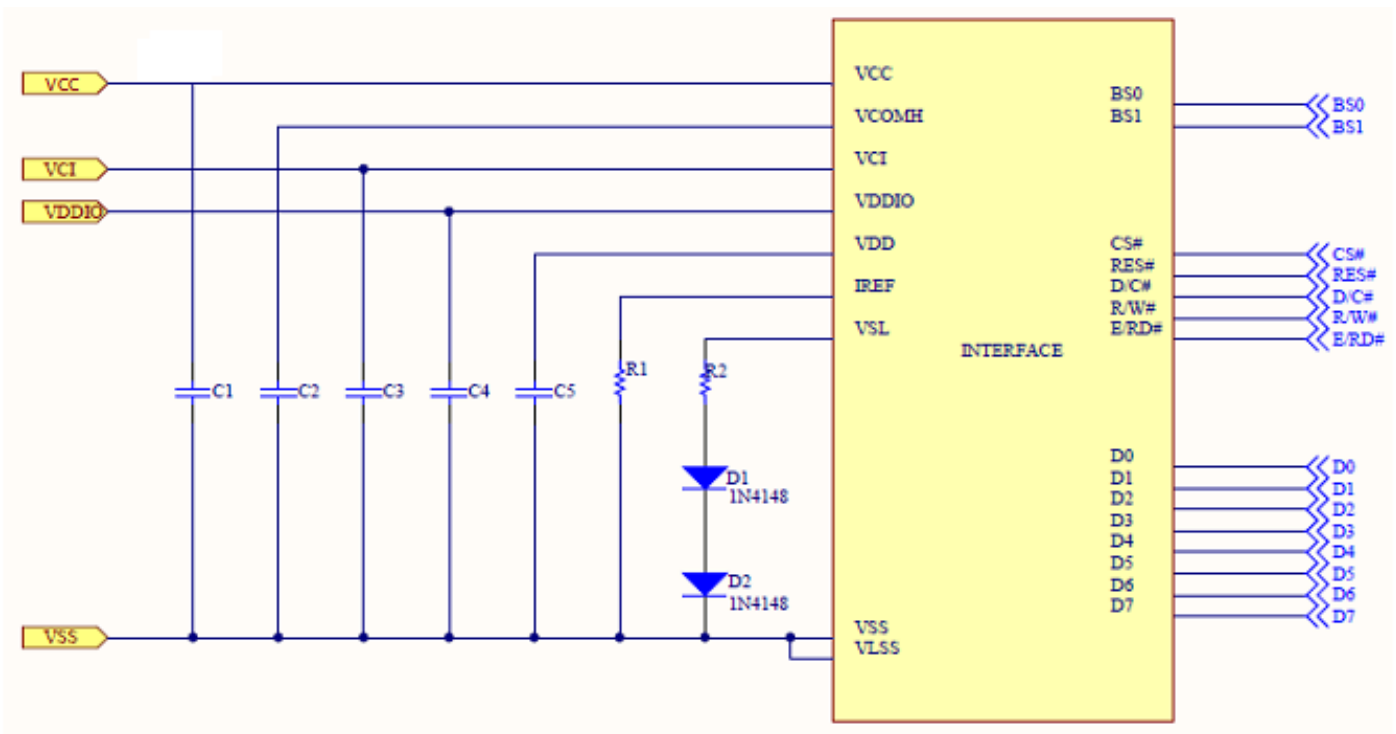 VCC
VCI
VDDIO
VSS
C1
C2
C3
C4
C5
R1
R2
D1
1N4148
D2
1N4148
VCC
VCOMH
VCI
VDDIO
VDD
IREF
VSL
VSS
VLSS
INTERFACE
BS0
BS1
CS#
RES#
D/C#
R/W#
E/RD#
D0
D1
D2
D3
D4
D5
D6
D7
BS0
BS1
CS#
RES#
D/C#
R/W#
E/RD#
D0
D1
D2
D3
D4
D5
D6
D7